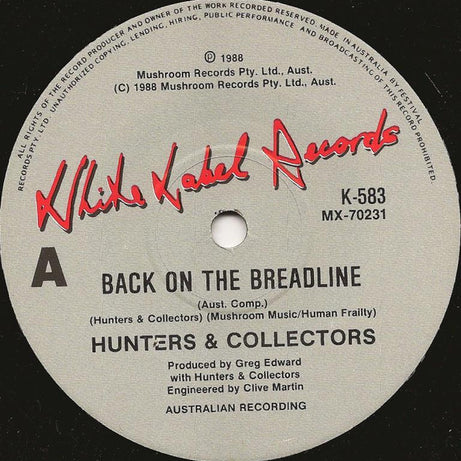 ALL RIGHTS OF THE RECORD PRODUCER AND OWNER OF THE WORK RECORDED RESERVED. MADE IN AUSTRALIA BY FESTIVAL
RECORDS PTY. LTD. UNAUTHORIZED COPYING, LENDING, HIRING, PUBLIC PERFORMANCE AND BROADCASTING OF THIS RECORD PROHIBITED.
℗ 1988
Mushroom Records Pty. Ltd., Aust.
(C) 1988 Mushroom Records Pty. Ltd., Aust.
White Label Records
K-583
MX-70231
A
BACK ON THE BREADLINE
(Aust. Comp.)
(Hunters & Collectors) (Mushroom Music/Human Frailty)
HUNTERS & COLLECTORS
Produced by Greg Edward
with Hunters & Collectors
Engineered by Clive Martin
AUSTRALIAN RECORDING